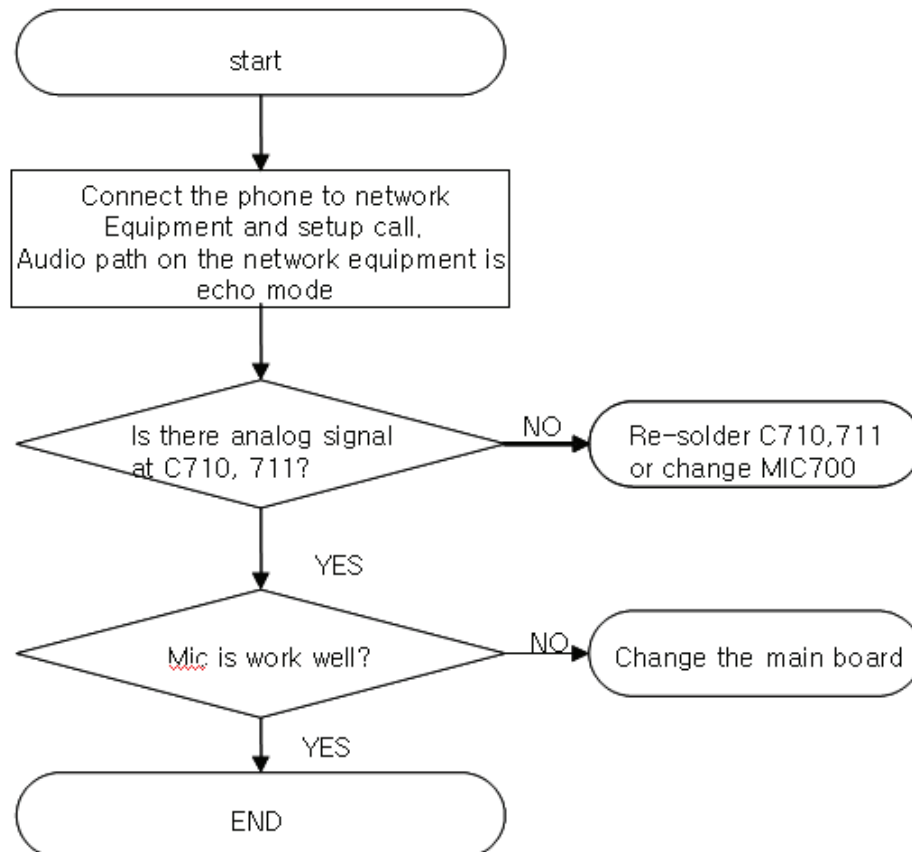 start
Connect the phone to network
Equipment and setup call,
Audio path on the network equipment is
echo mode
Is there analog signal
at C710, 711?
NO
Re-solder C710,711
or change MIC700
YES
Mic is work well?
NO
Change the main board
YES
END